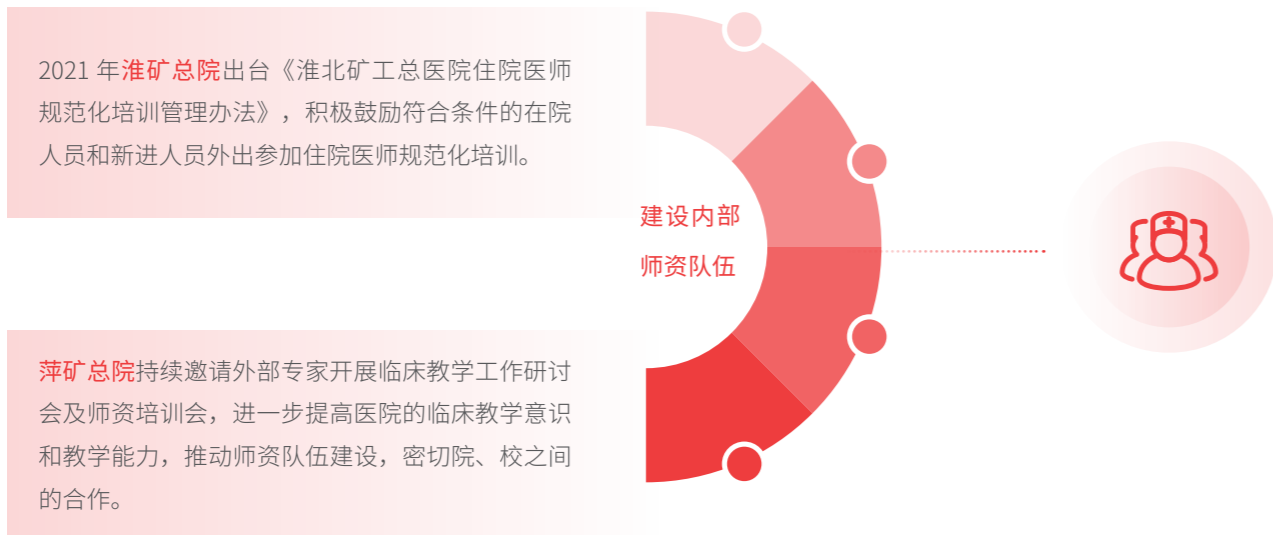 2021 年淮矿总院出台《淮北矿工总医院住院医师
规范化培训管理办法》，积极鼓励符合条件的在院
人员和新进人员外出参加住院医师规范化培训。
建设内部
师资队伍
萍矿总院持续邀请外部专家开展临床教学工作研讨
会及师资培训会，进一步提高医院的临床教学意识
和教学能力，推动师资队伍建设，密切院、校之间
的合作。